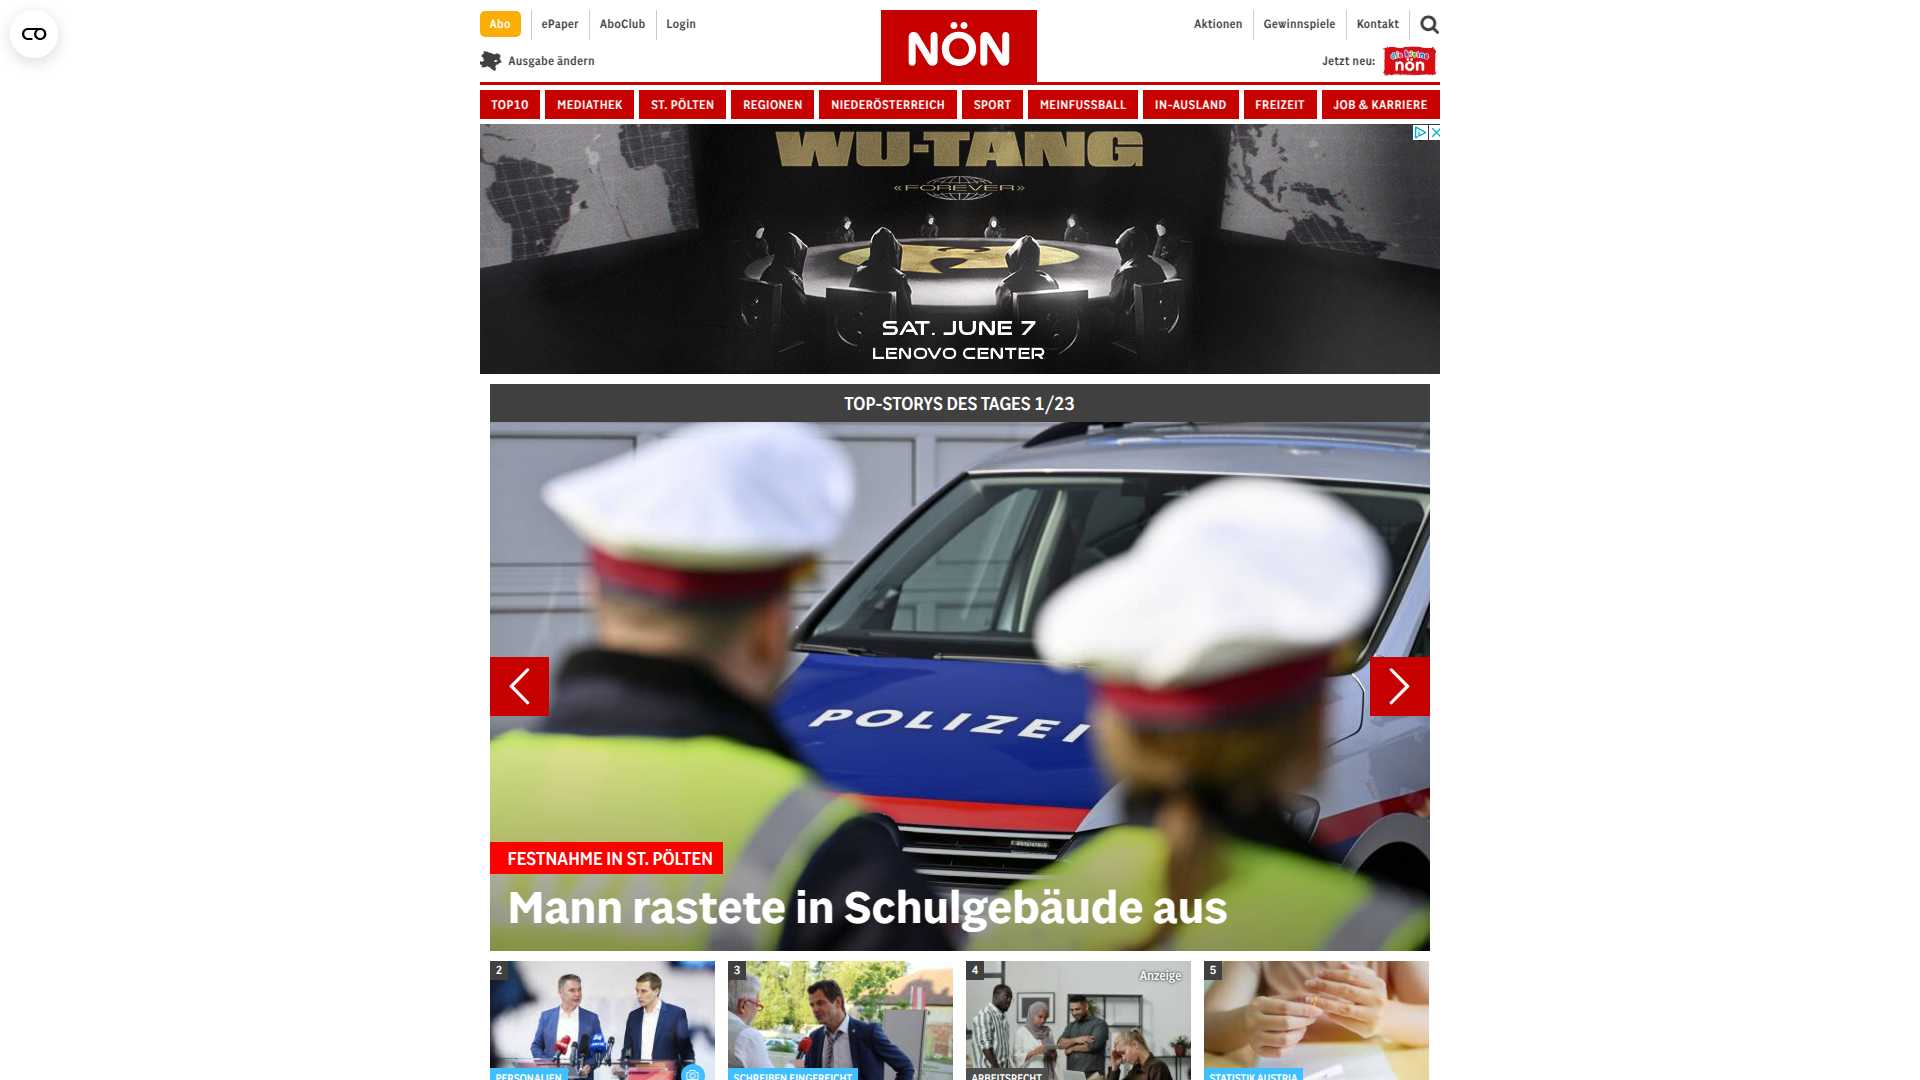 Abo
ePaper
AboClub
Login
NÖN
Aktionen
Gewinnspiele
Kontakt
Ausgabe ändern
Jetzt neu:
die kleine
nön
TOP10
MEDIATHEK
ST. PÖLTEN
REGIONEN
NIEDERÖSTERREICH
SPORT
MEINFUSSBALL
IN-AUSLAND
FREIZEIT
JOB & KARRIERE
WU-TANG
«FOREVER»
SAT. JUNE 7
LENOVO CENTER
TOP-STORYS DES TAGES 1/23
POLIZEI
FESTNAHME IN ST. PÖLTEN
Mann rastete in Schulgebäude aus
2
3
4
Anzeige
5
PERSONALIEN
SCHREIBEN EINGEREICHT
ARBEITSRECHT
STATISTIK AUSTRIA